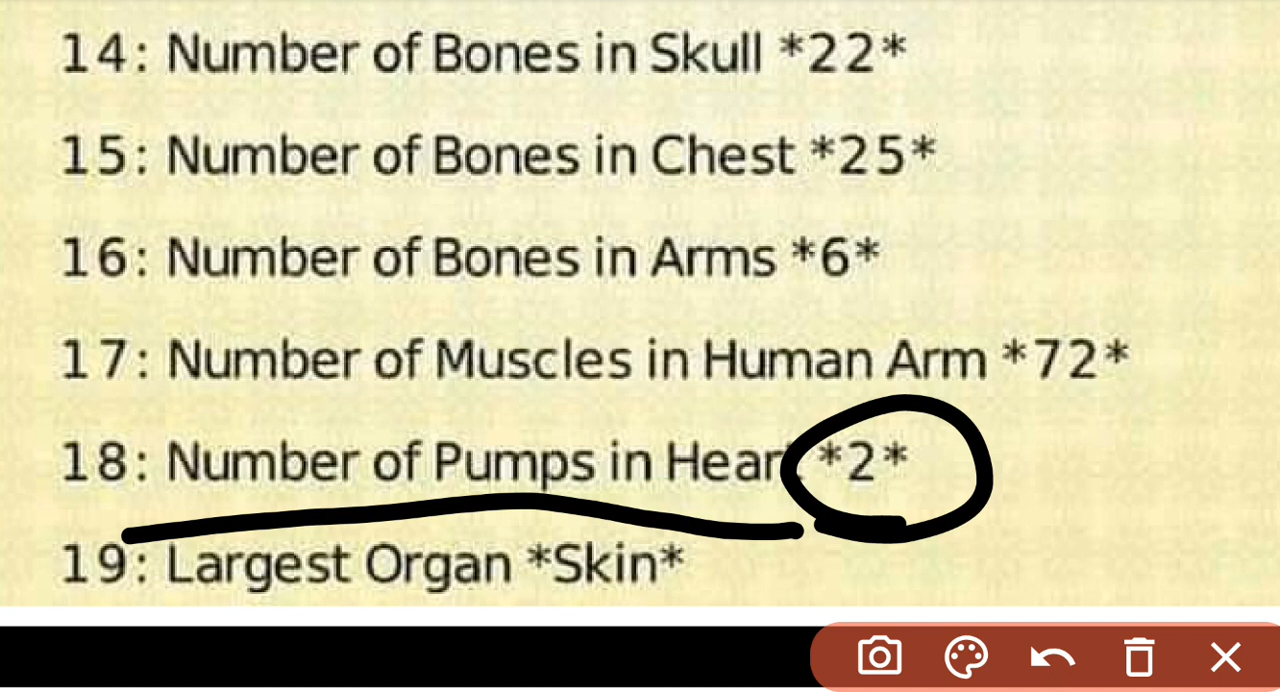 14: Number of Bones in Skull *22*
15: Number of Bones in Chest *25*
16: Number of Bones in Arms *6*
17: Number of Muscles in Human Arm *72*
18: Number of Pumps in Heart *2*
19: Largest Organ *Skin*